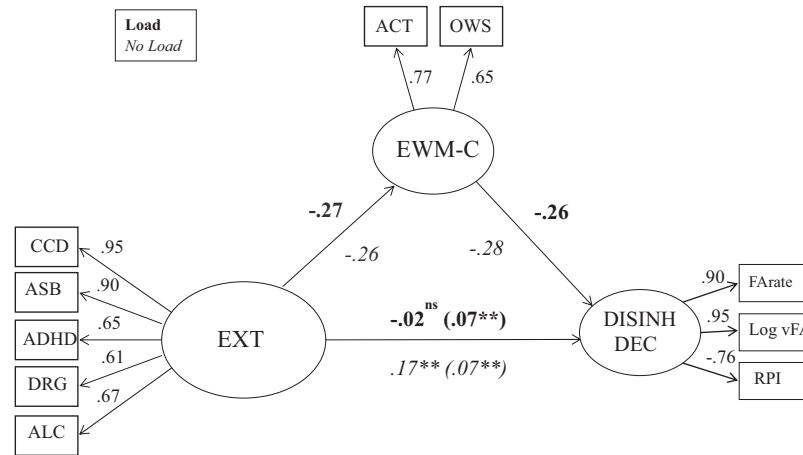 Load
No Load
ACT
OWS
.77
.65
EWM-C
-.27
-.26
-.26
-.28
CCD
ASB
ADHD
DRG
ALC
.95
.90
.65
.61
.67
EXT
-.02ns (.07**)
.17** (.07**)
DISINH
DEC
.90
.95
-.76
FArate
Log vFA
RPI